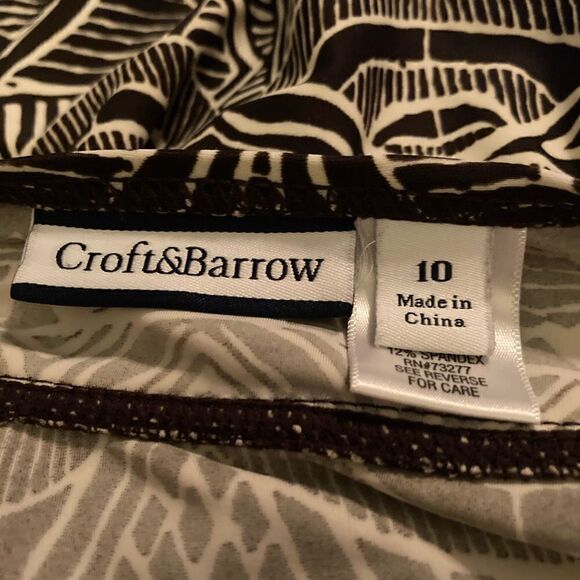 Croft&Barrow
10
Made in
China
12% SPANDEX
RN#73277
SEE REVERSE
FOR CARE